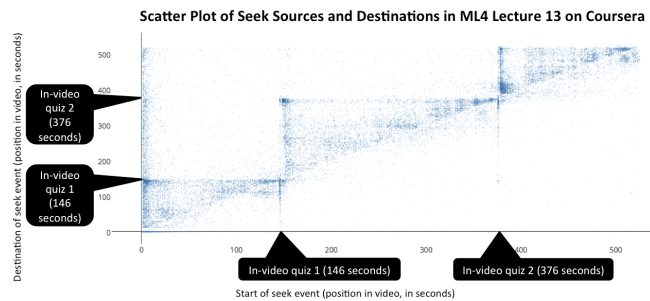 Scatter Plot of Seek Sources and Destinations in ML4 Lecture 13 on Coursera
Destination of seek event (position in video, in seconds)
500
400
300
200
100
0
In-video
quiz 2
(376
seconds)
In-video
quiz 1
(146
seconds)
0
100
200
300
400
500
In-video quiz 1 (146 seconds)
In-video quiz 2 (376 seconds)
Start of seek event (position in video, in seconds)